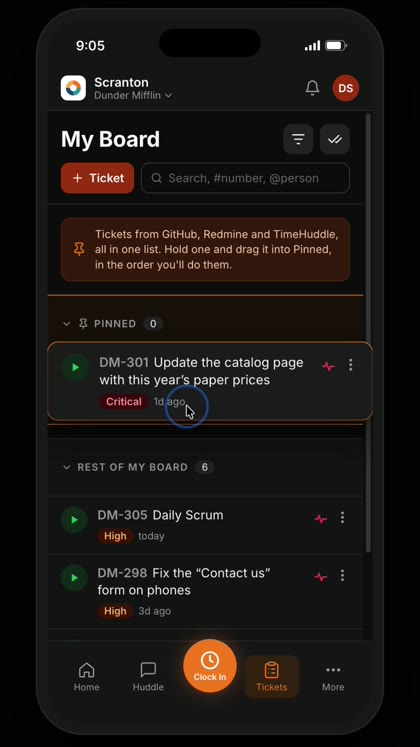 9:05
Scranton
Dunder Mifflin
DS
My Board
+ Ticket
Search, #number, @person
Tickets from GitHub, Redmine and TimeHuddle,
all in one list. Hold one and drag it into Pinned,
in the order you'll do them.
PINNED 0
DM-301 Update the catalog page
with this year's paper prices
Critical 1d ago
REST OF MY BOARD 6
DM-305 Daily Scrum
High today
DM-298 Fix the “Contact us”
form on phones
High 3d ago
Home
Huddle
Clock In
Tickets
More